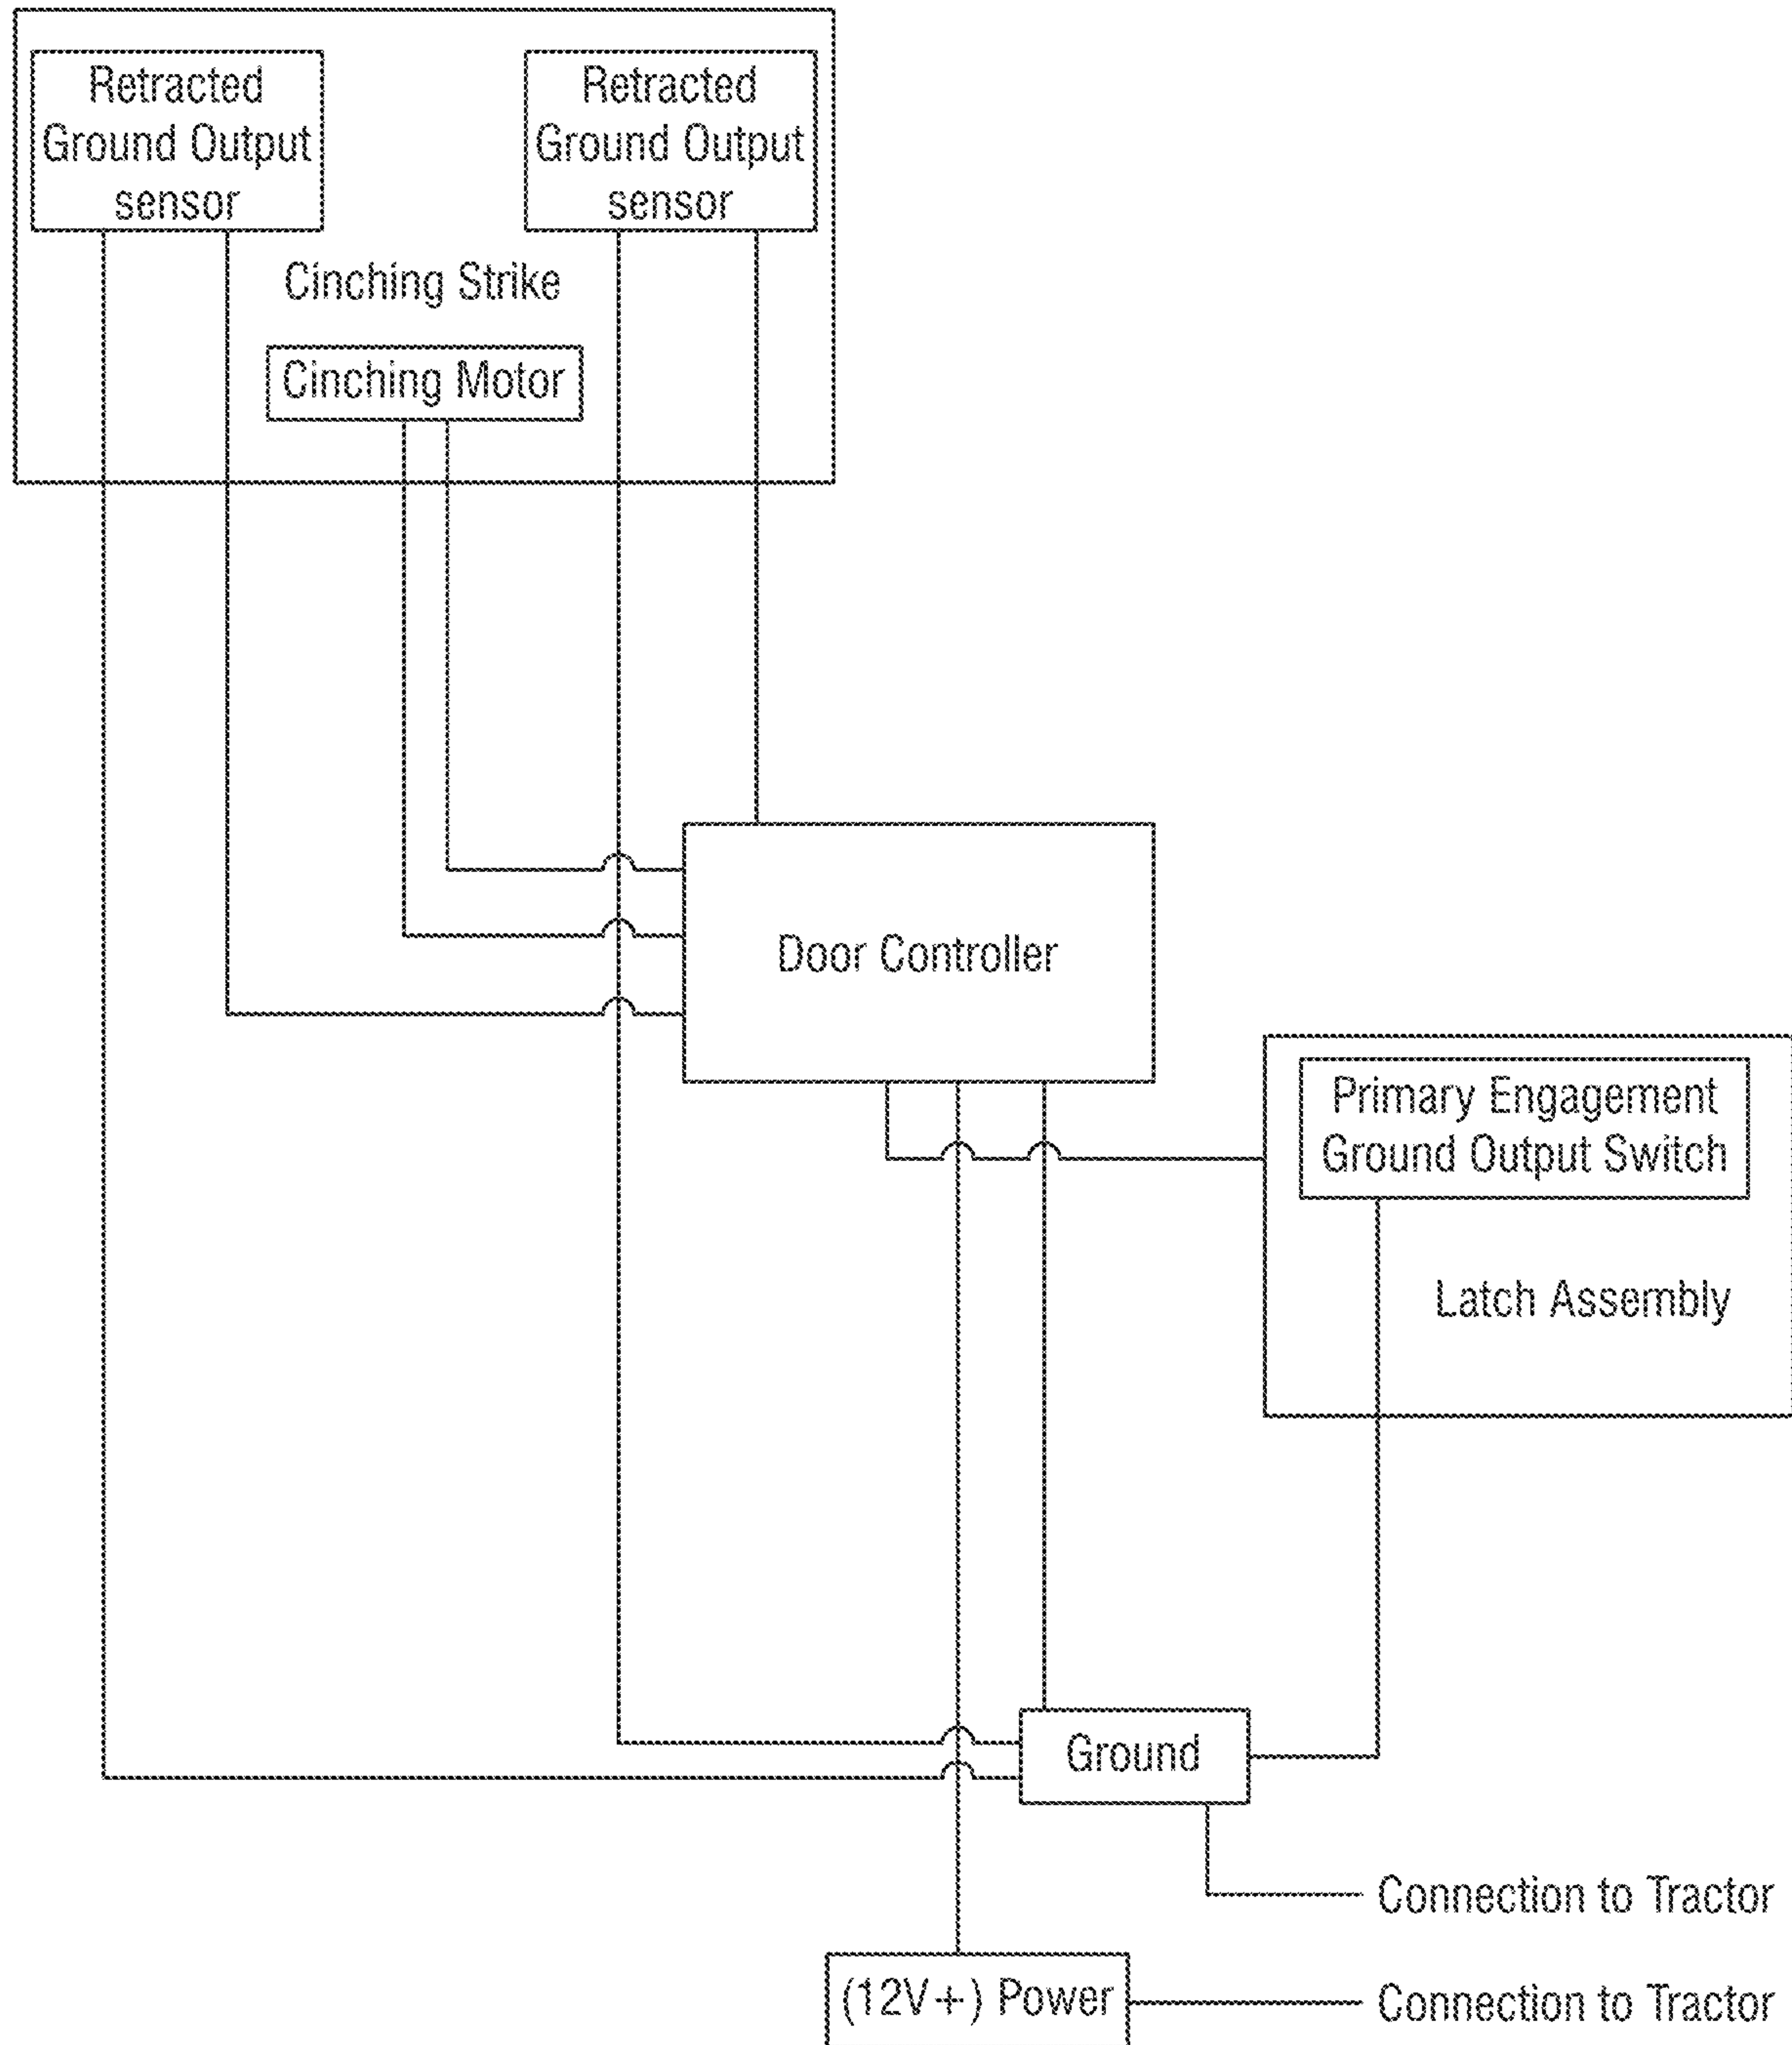 Retracted
Ground Output
sensor
Retracted
Ground Output
sensor
Cinching Strike
Cinching Motor
Door Controller
Primary Engagement
Ground Output Switch
Latch Assembly
Ground
Connection to Tractor
(12V+) Power
Connection to Tractor